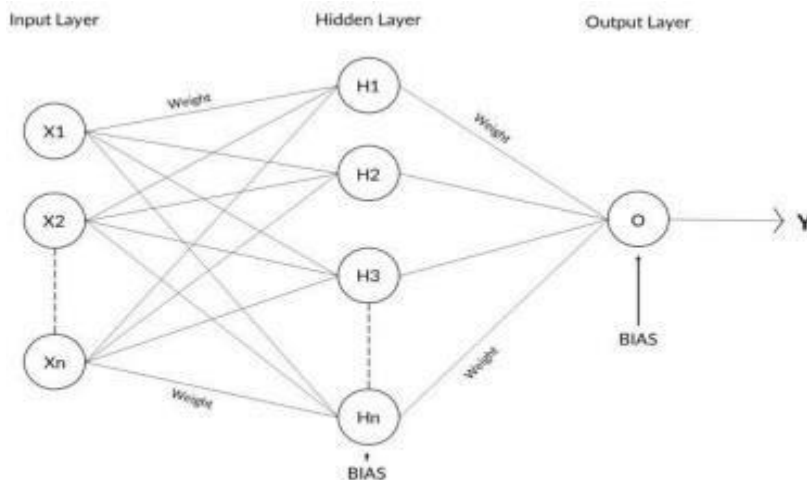 Input Layer
Hidden Layer
Output Layer
X1
X2
Xn
Weight
Weight
H1
H2
H3
Hn
BIAS
Weight
Weight
O
BIAS
Y